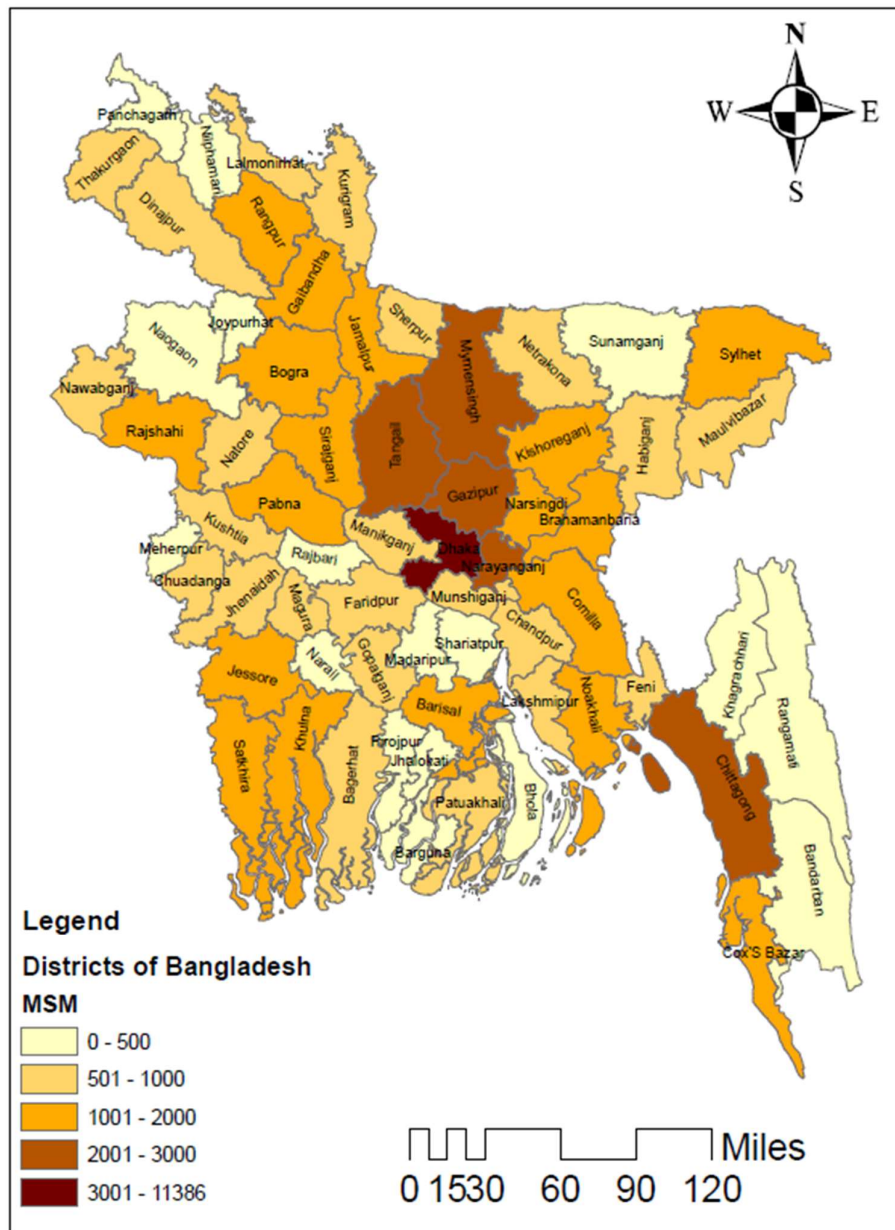 N
W E
S
Panchagarh
Nilphamari
Lalmonirhat
Thakurgaon
Dinajpur
Kurigram
Rangpur
Gaibandha
Joypurhat
Naogaon
Jamalpur
Sherpur
Mymensingh
Netrakona
Sunamganj
Sylhet
Bogra
Nawabganj
Rajshahi
Natore
Sirajganj
Tangail
Kishoreganj
Habiganj
Maulvibazar
Gazipur
Pabna
Narsingdi
Brahamanbaria
Kushtia
Manikganj
Dhaka
Narayanganj
Meherpur
Rajbari
Chuadanga
Jhenaidah
Magura
Faridpur
Munshiganj
Comillia
Chandpur
Shariatpur
Madaripur
Gopalganj
Narail
Jessore
Khagrachhari
Rangamati
Feni
Lakshmipur
Noakhali
Barisal
Khulna
Satkhira
Bagerhat
Pirojpur
Jhalokati
Bhola
Chittagong
Patuakhali
Barguna
Bandarban
Cox'S Bazar
Legend
Districts of Bangladesh
MSM
0 - 500
501 - 1000
1001 - 2000
2001 - 3000
3001 - 11386
Miles
0 1530 60 90 120